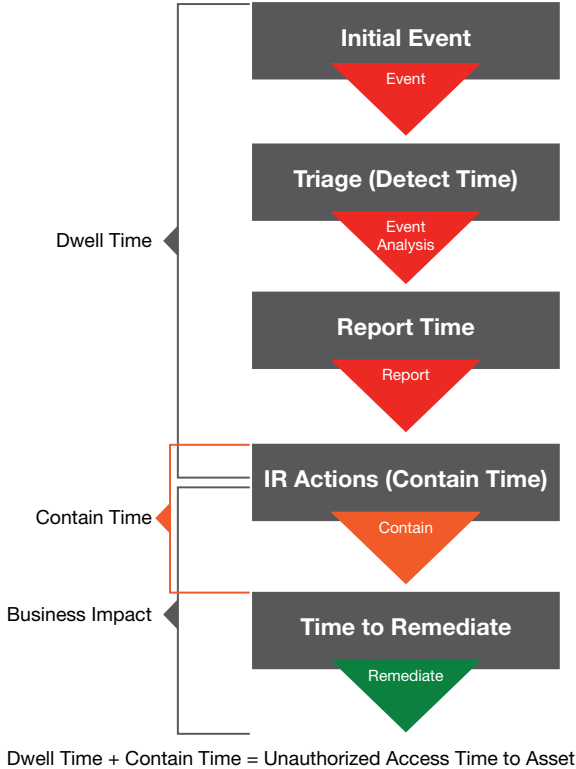 Initial Event
Event
Triage (Detect Time)
Event
Analysis
Dwell Time
Report Time
Report
IR Actions (Contain Time)
Contain Time
Contain
Business Impact
Time to Remediate
Remediate
Dwell Time + Contain Time = Unauthorized Access Time to Asset